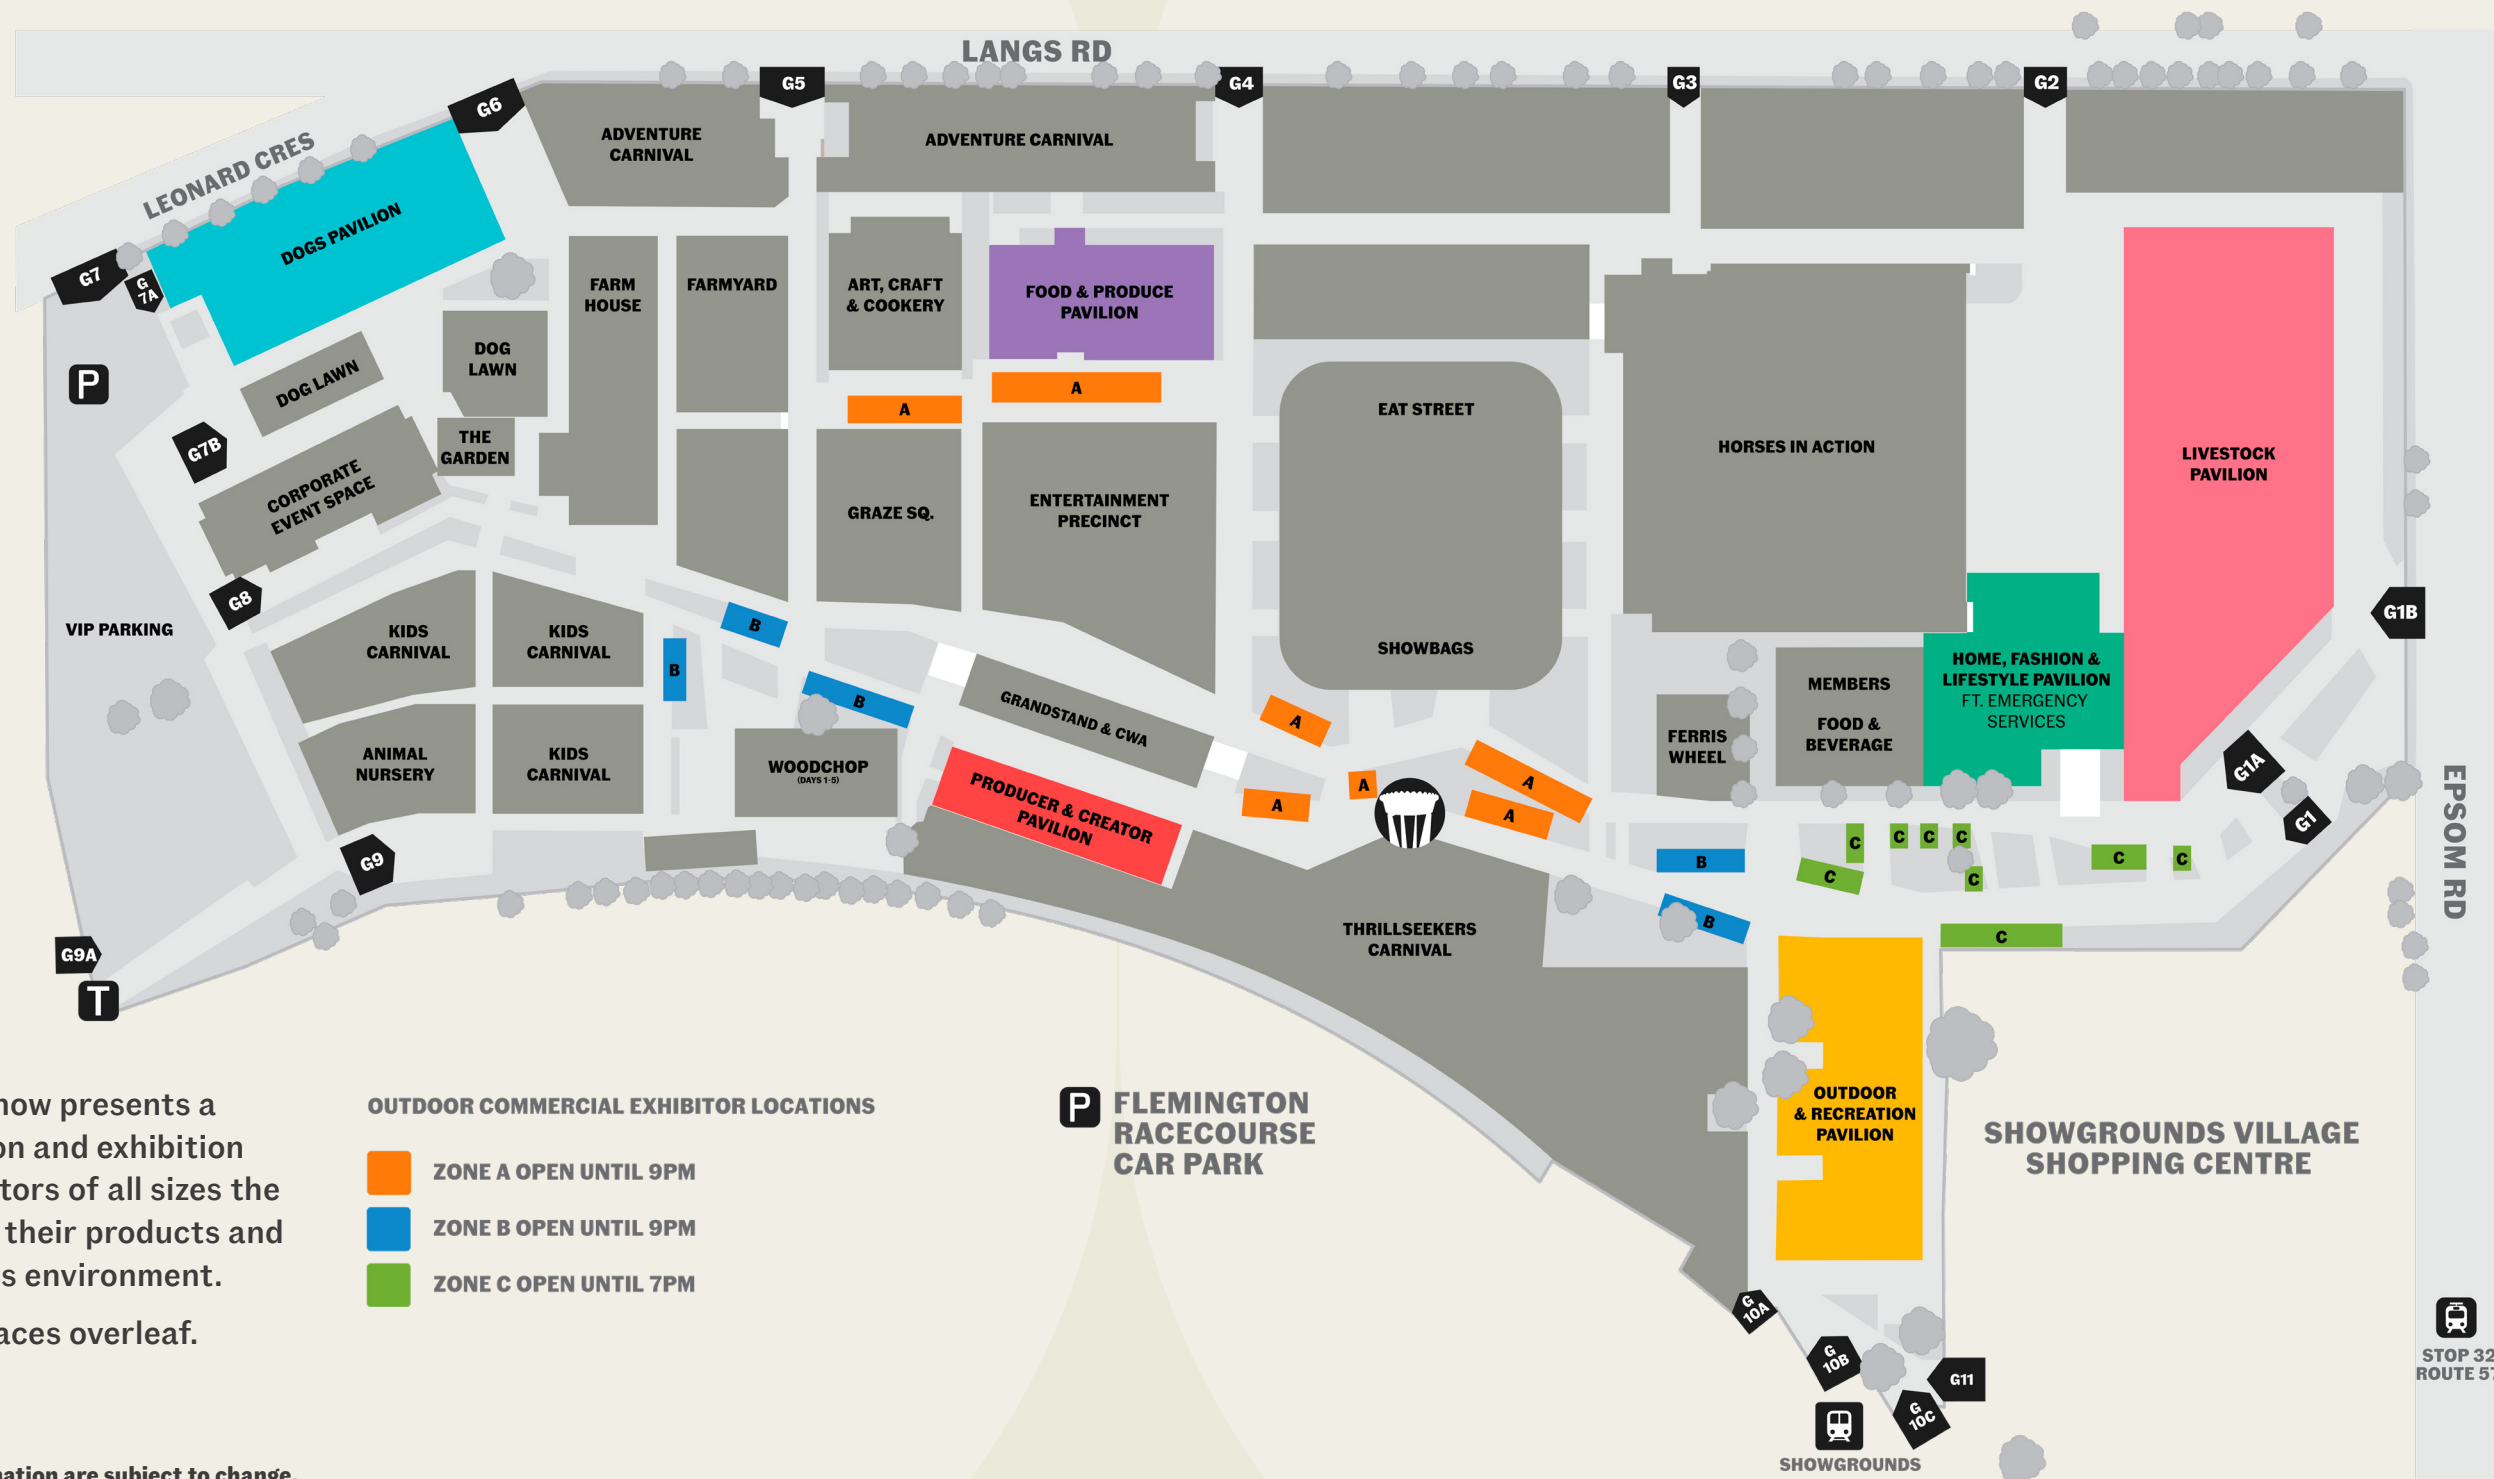 LANGS RD
G6
G5
G4
G3
G2
LEONARD CRES
ADVENTURE
CARNIVAL
ADVENTURE CARNIVAL
DOGS PAVILION
G7
G
7A
FARM
HOUSE
FARMYARD
ART, CRAFT
& COOKERY
FOOD & PRODUCE
PAVILION
P
DOG LAWN
DOG
LAWN
A
A
EAT STREET
HORSES IN ACTION
LIVESTOCK
PAVILION
G7B
THE
GARDEN
CORPORATE
EVENT SPACE
GRAZE SQ.
ENTERTAINMENT
PRECINCT
G8
G1B
VIP PARKING
KIDS
CARNIVAL
KIDS
CARNIVAL
B
B
B
SHOWBAGS
GRANDSTAND & CWA
A
MEMBERS
FOOD &
BEVERAGE
HOME, FASHION &
LIFESTYLE PAVILION
FT. EMERGENCY
SERVICES
ANIMAL
NURSERY
KIDS
CARNIVAL
WOODCHOP
(DAYS 1-5)
PRODUCER & CREATOR
PAVILION
A
A
A
A
FERRIS
WHEEL
G1A
G1
EPSOM RD
G9
B
B
C
C
C
C
C
C
C
C
C
THRILLSEEKERS
CARNIVAL
G9A
T
OUTDOOR
& RECREATION
PAVILION
now presents a
on and exhibition
tors of all sizes the
their products and
s environment.
aces overleaf.
OUTDOOR COMMERCIAL EXHIBITOR LOCATIONS
ZONE A OPEN UNTIL 9PM
ZONE B OPEN UNTIL 9PM
ZONE C OPEN UNTIL 7PM
P
FLEMINGTON
RACECOURSE
CAR PARK
SHOWGROUNDS VILLAGE
SHOPPING CENTRE
G
10A
G
10B
G11
G
10C
SHOWGROUNDS
STOP 32
ROUTE 57
mation are subject to change.